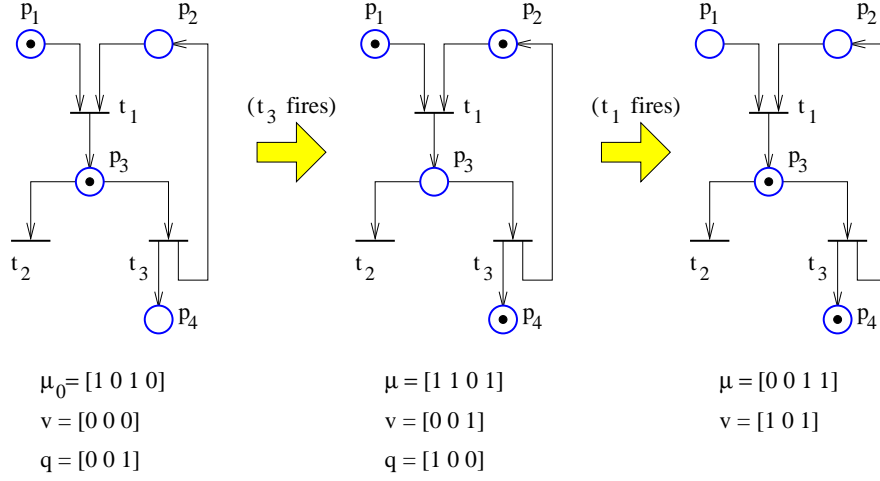 p1 p2 p1 p2 p1 p2
t1 (t3 fires) t1 (t1 fires) t1
p3 p3 p3
t2 t3 t2 t3 t2 t3
p4 p4 p4
μ0 = [1 0 1 0] μ = [1 1 0 1] μ = [0 0 1 1]
v = [0 0 0] v = [0 0 1] v = [1 0 1]
q = [0 0 1] q = [1 0 0]